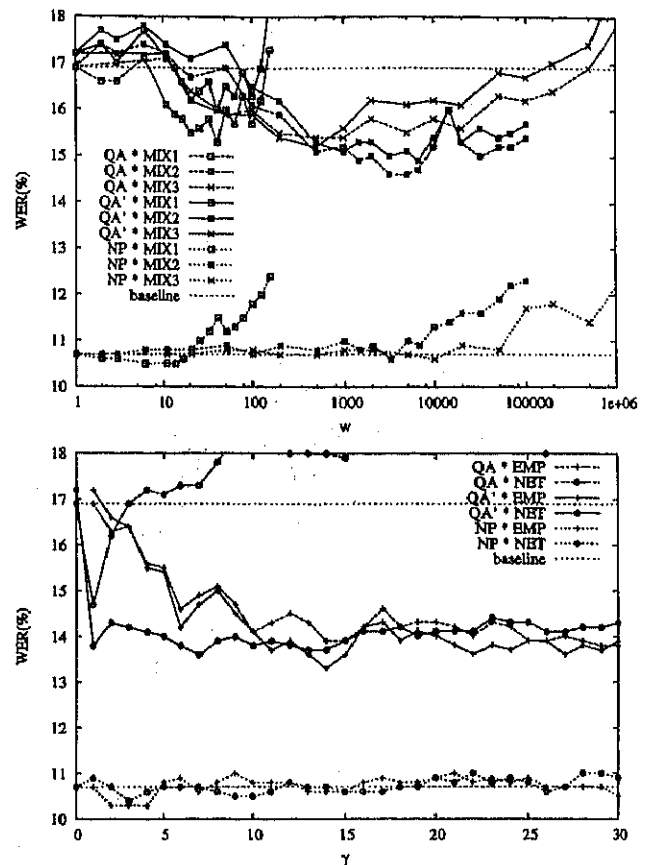 18
17
16
15
14
13
12
11
10
WER(%)
QA * MIX1
QA * MIX2
QA * MIX3
QA' * MIX1
QA' * MIX2
QA' * MIX3
NP * MIX1
NP * MIX2
NP * MIX3
baseline
1 10 100 1000 10000 100000 1e+06
w
18
17
16
15
14
13
12
11
10
WER(%)
QA * EMP
QA * NET
QA' * EMP
QA' * NET
NP * EMP
NP * NET
baseline
0 5 10 15 20 25 30
γ